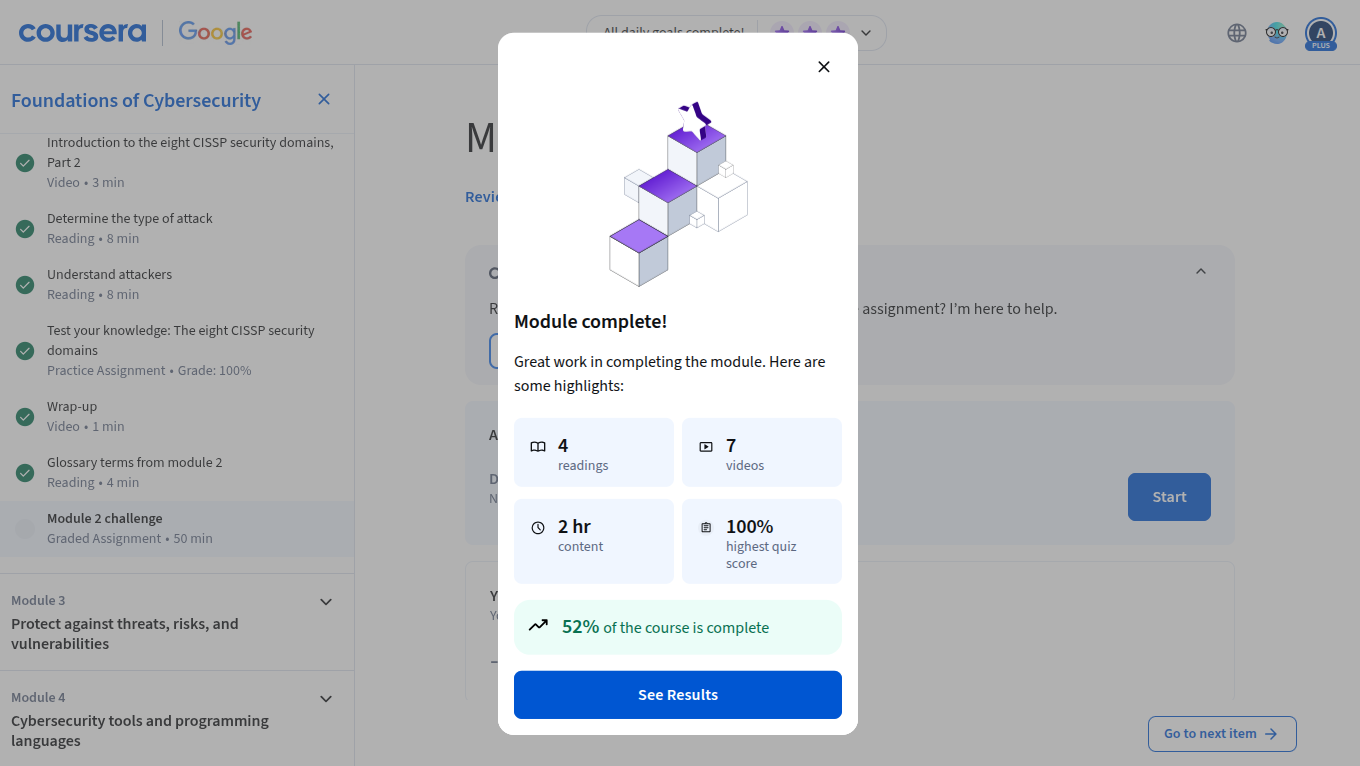 coursera
Google
All daily goals complete!
A
PLUS
Foundations of Cybersecurity
Introduction to the eight CISSP security domains,
Part 2
Video • 3 min
Determine the type of attack
Reading • 8 min
Understand attackers
Reading • 8 min
Test your knowledge: The eight CISSP security
domains
Practice Assignment • Grade: 100%
Wrap-up
Video • 1 min
Glossary terms from module 2
Reading • 4 min
Module 2 challenge
Graded Assignment • 50 min
Module 3
Protect against threats, risks, and
vulnerabilities
Module 4
Cybersecurity tools and programming
languages
assignment? I'm here to help.
Start
Go to next item
Module complete!
Great work in completing the module. Here are
some highlights:
4
readings
7
videos
2 hr
content
100%
highest quiz
score
52% of the course is complete
See Results